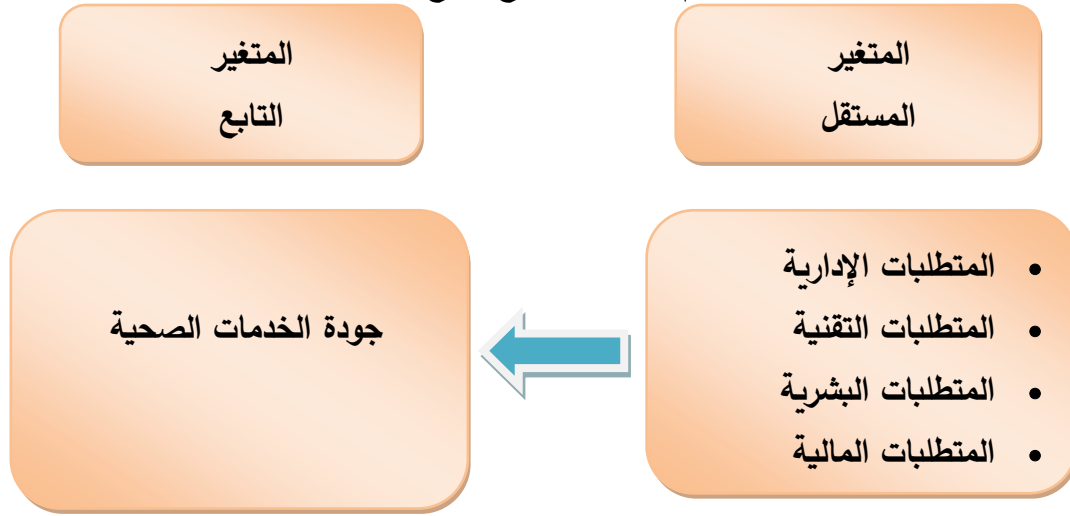 المتغير
المستقل
المتغير
التابع
• المتطلبات الإدارية
• المتطلبات التقنية
• المتطلبات البشرية
• المتطلبات المالية
جودة الخدمات الصحية